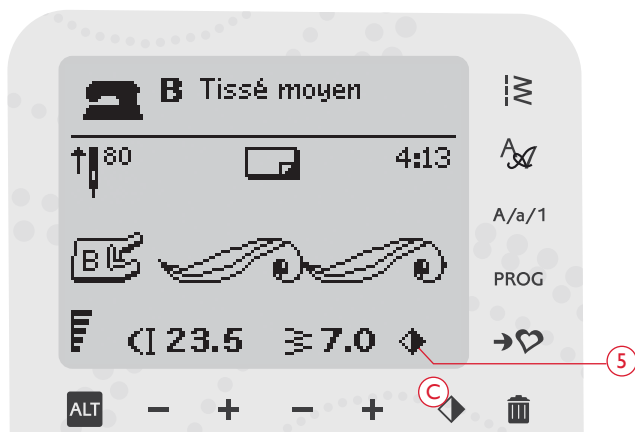 B Tissé moyen
80 4:13
A
A/a/1
B
PROG
23.5 7.0
5
C
ALT - + - +